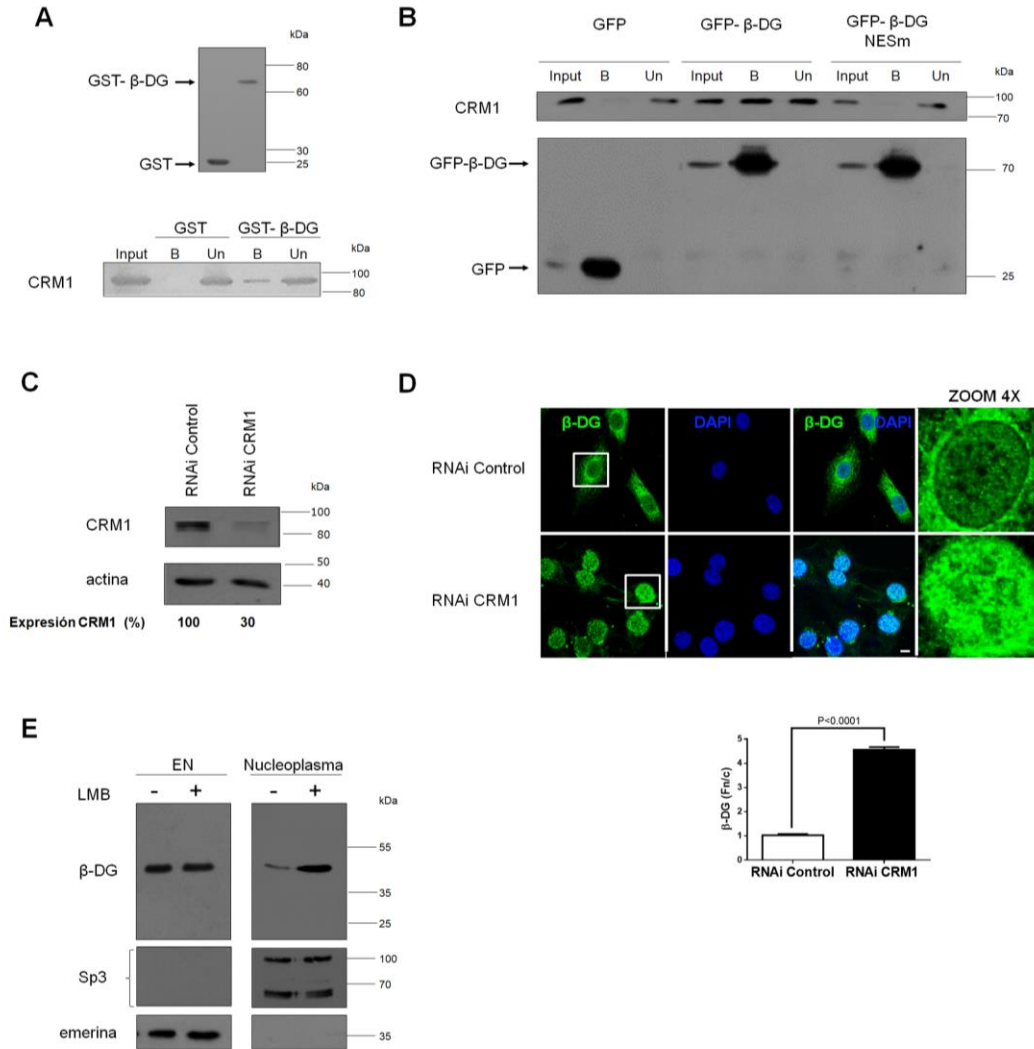 A
kDa
80
GST- β-DG
60
30
GST
25
GST GST- β-DG
Input B Un B Un kDa
CRM1
100
80
B
GFP GFP- β-DG GFP- β-DG
NESm
Input B Un Input B Un Input B Un
kDa
CRM1
100
70
GFP-β-DG
70
GFP
25
C
RNAi Control
RNAi CRM1
kDa
CRM1
100
80
50
actina
40
Expresión CRM1 (%) 100 30
D
ZOOM 4X
β-DG DAPI β-DG DAPI
RNAi Control
RNAi CRM1
P<0.0001
β-DG (Fn/c)
5
4
3
2
1
0
RNAi Control RNAi CRM1
E
EN Nucleoplasma
LMB - + - +
kDa
55
β-DG
35
25
100
Sp3
70
emerina
35